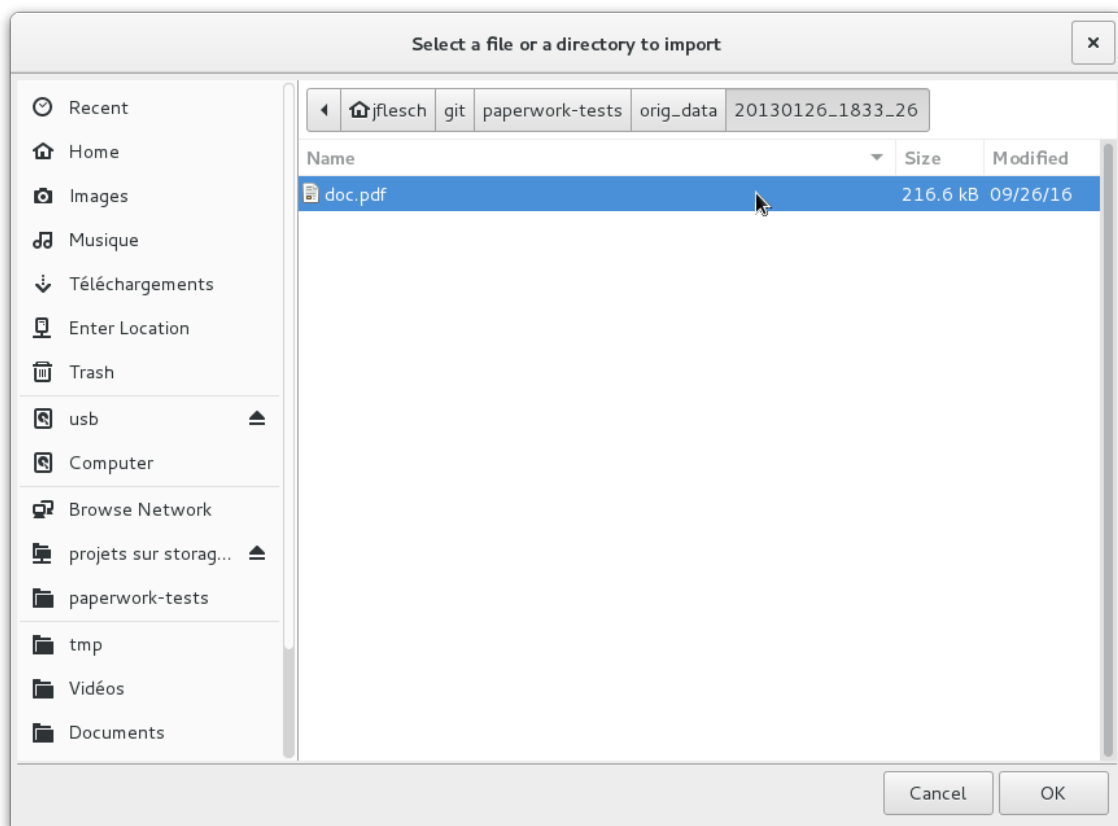 Select a file or a directory to import
Recent
Home
Images
Musique
Téléchargements
Enter Location
Trash
usb
Computer
Browse Network
projets sur storag...
paperwork-tests
tmp
Vidéos
Documents
jflesch git paperwork-tests orig_data 20130126_1833_26
Name Size Modified
doc.pdf 216.6 kB 09/26/16
Cancel OK